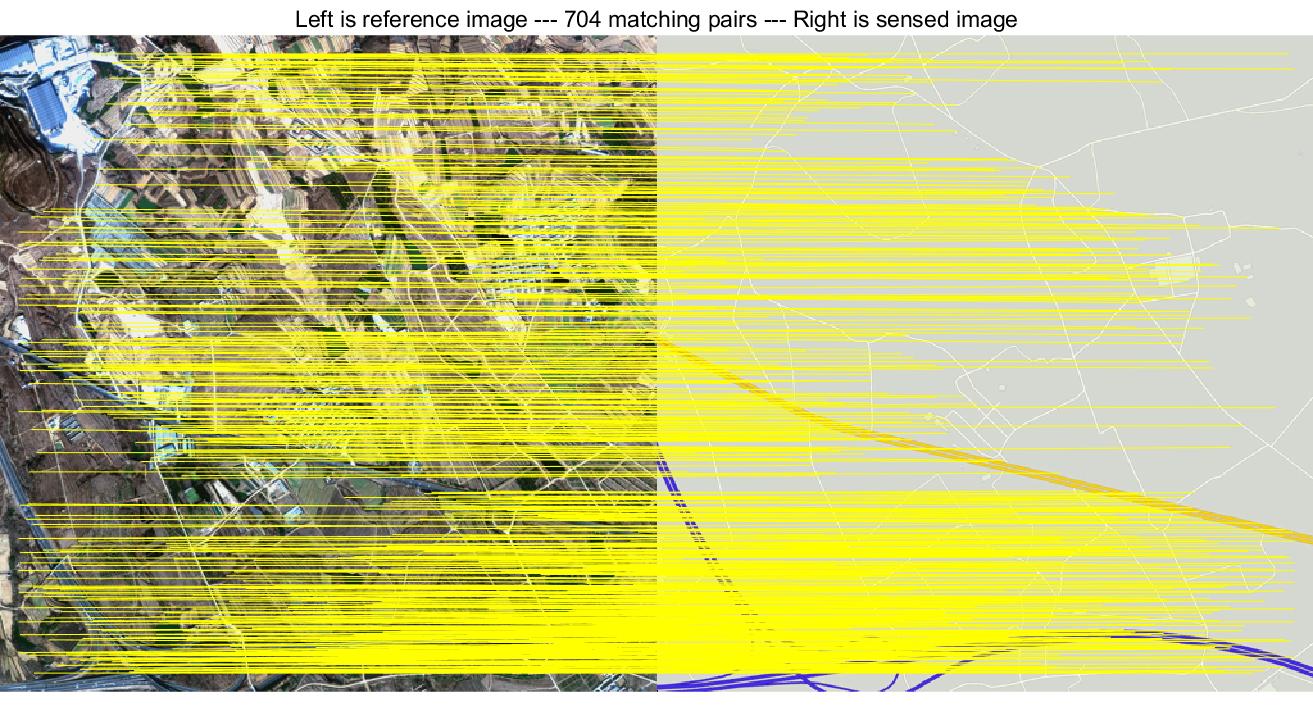 Left is reference image --- 704 matching pairs --- Right is sensed image